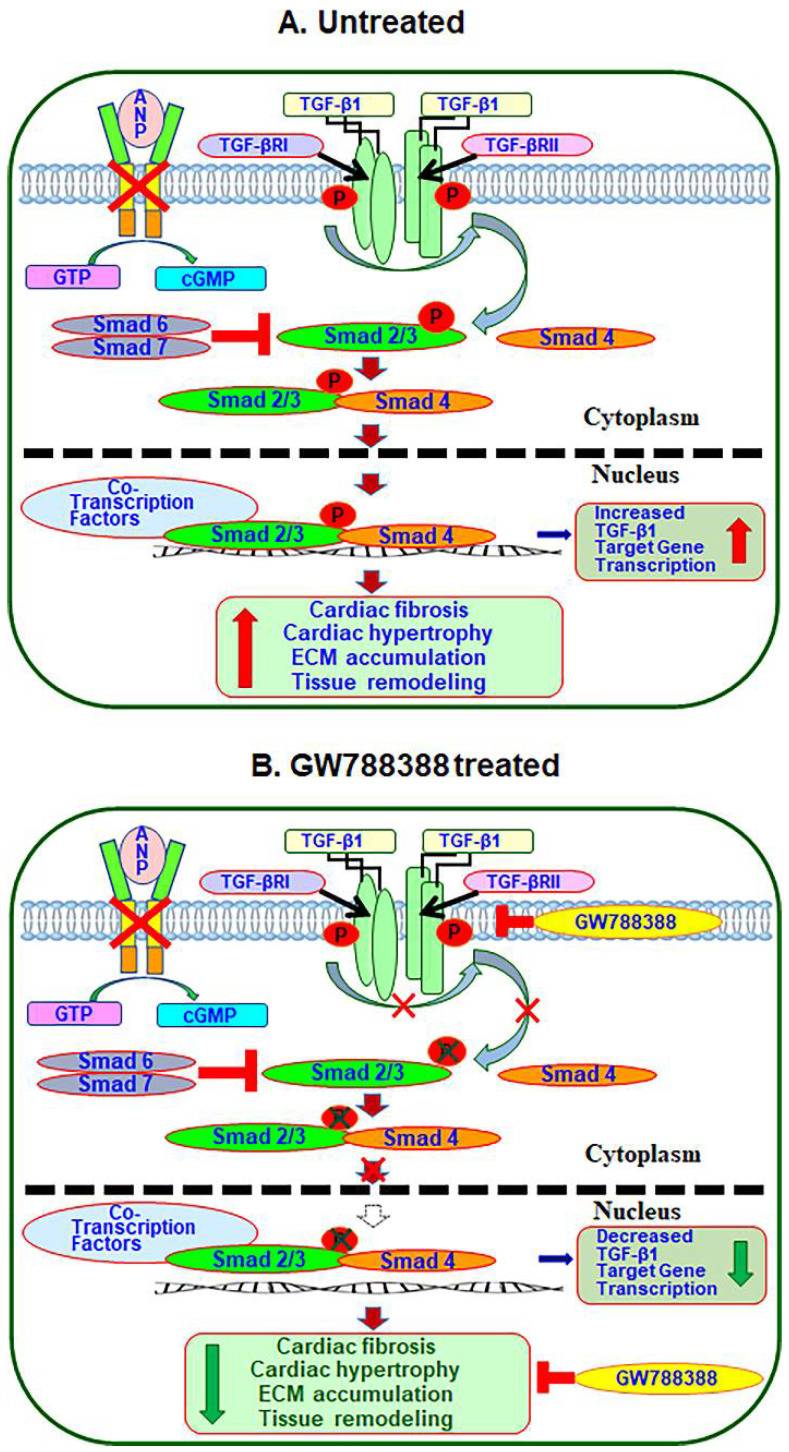 A. Untreated
A
N
P
TGF-β1
TGF-β1
TGF-βRI
TGF-βRII
P
P
GTP
cGMP
Smad 6
Smad 7
P
Smad 2/3
Smad 4
P
Smad 2/3
Smad 4
Cytoplasm
Nucleus
Co-
Transcription
Factors
P
Smad 2/3
Smad 4
Increased
TGF-β1
Target Gene
Transcription
Cardiac fibrosis
Cardiac hypertrophy
ECM accumulation
Tissue remodeling
B. GW788388 treated
A
N
P
TGF-β1
TGF-β1
TGF-βRI
TGF-βRII
P
P
GW788388
GTP
cGMP
Smad 6
Smad 7
P
Smad 2/3
Smad 4
P
Smad 2/3
Smad 4
Cytoplasm
Nucleus
Co-
Transcription
Factors
P
Smad 2/3
Smad 4
Decreased
TGF-β1
Target Gene
Transcription
Cardiac fibrosis
Cardiac hypertrophy
ECM accumulation
Tissue remodeling
GW788388